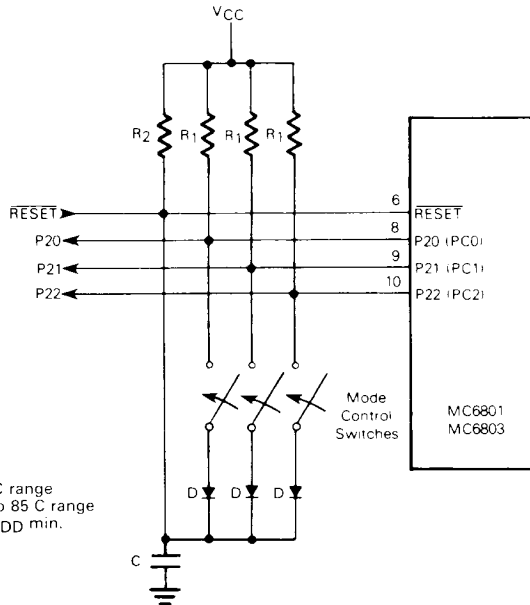 VCC
R2 R1 R1 R1
6
RESET RESET
8
P20 P20 (PC0)
9
P21 P21 (PC1)
10
P22 P22 (PC2)
Mode
Control
Switches
MC6801
MC6803
C range
85 C range
D D D
DD min.
C